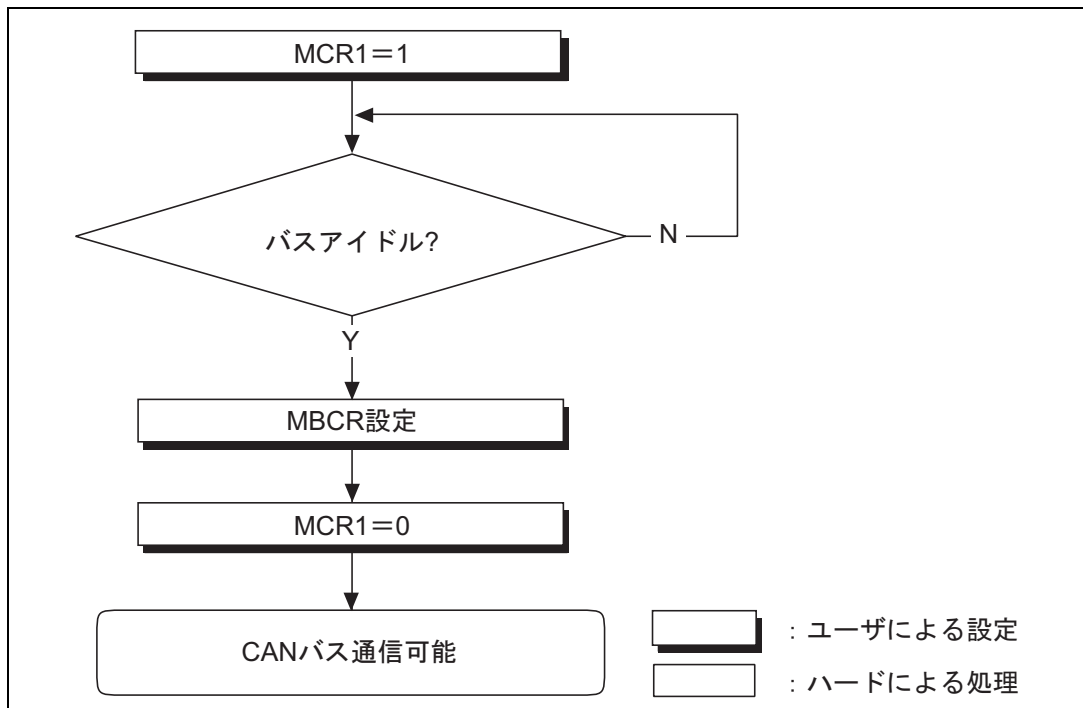 MCR1＝1
バスアイドル?
N
Y
MBCR設定
MCR1＝0
CANバス通信可能
：ユーザによる設定
：ハードによる処理